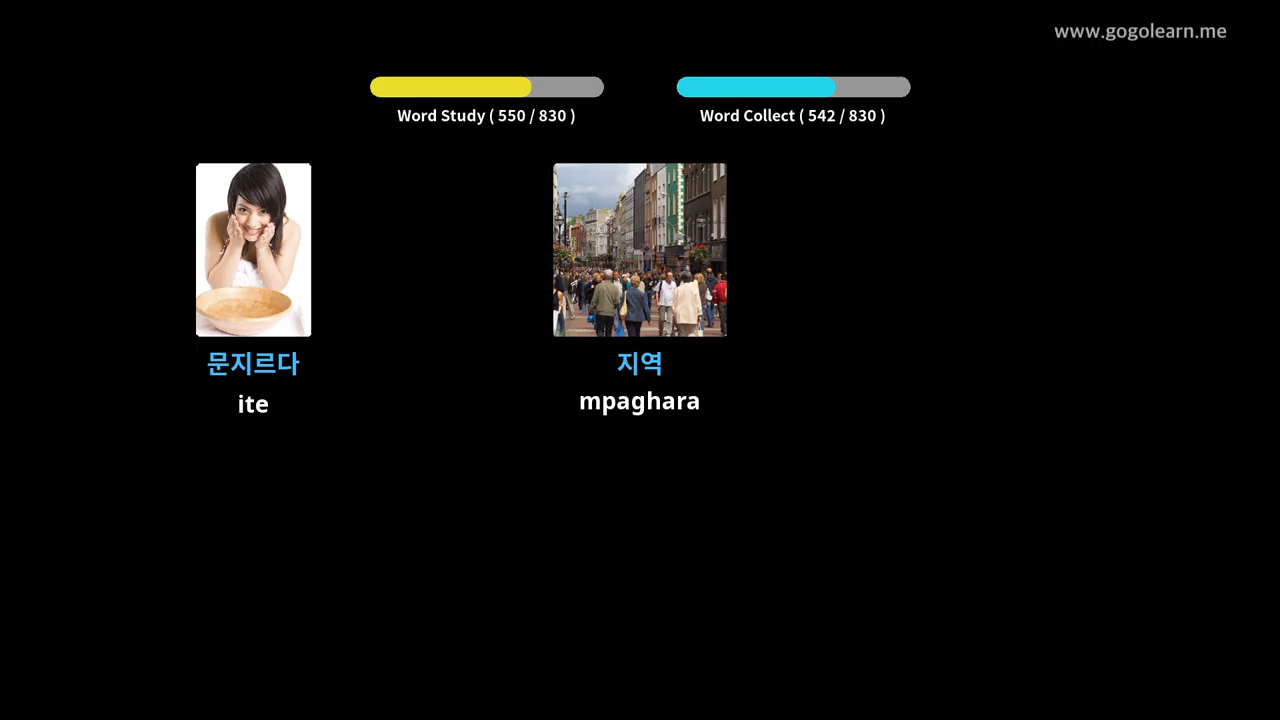 www.gogolearn.me
Word Study ( 550 / 830 )
Word Collect ( 542 / 830 )
문지르다
ite
지역
mpaghara